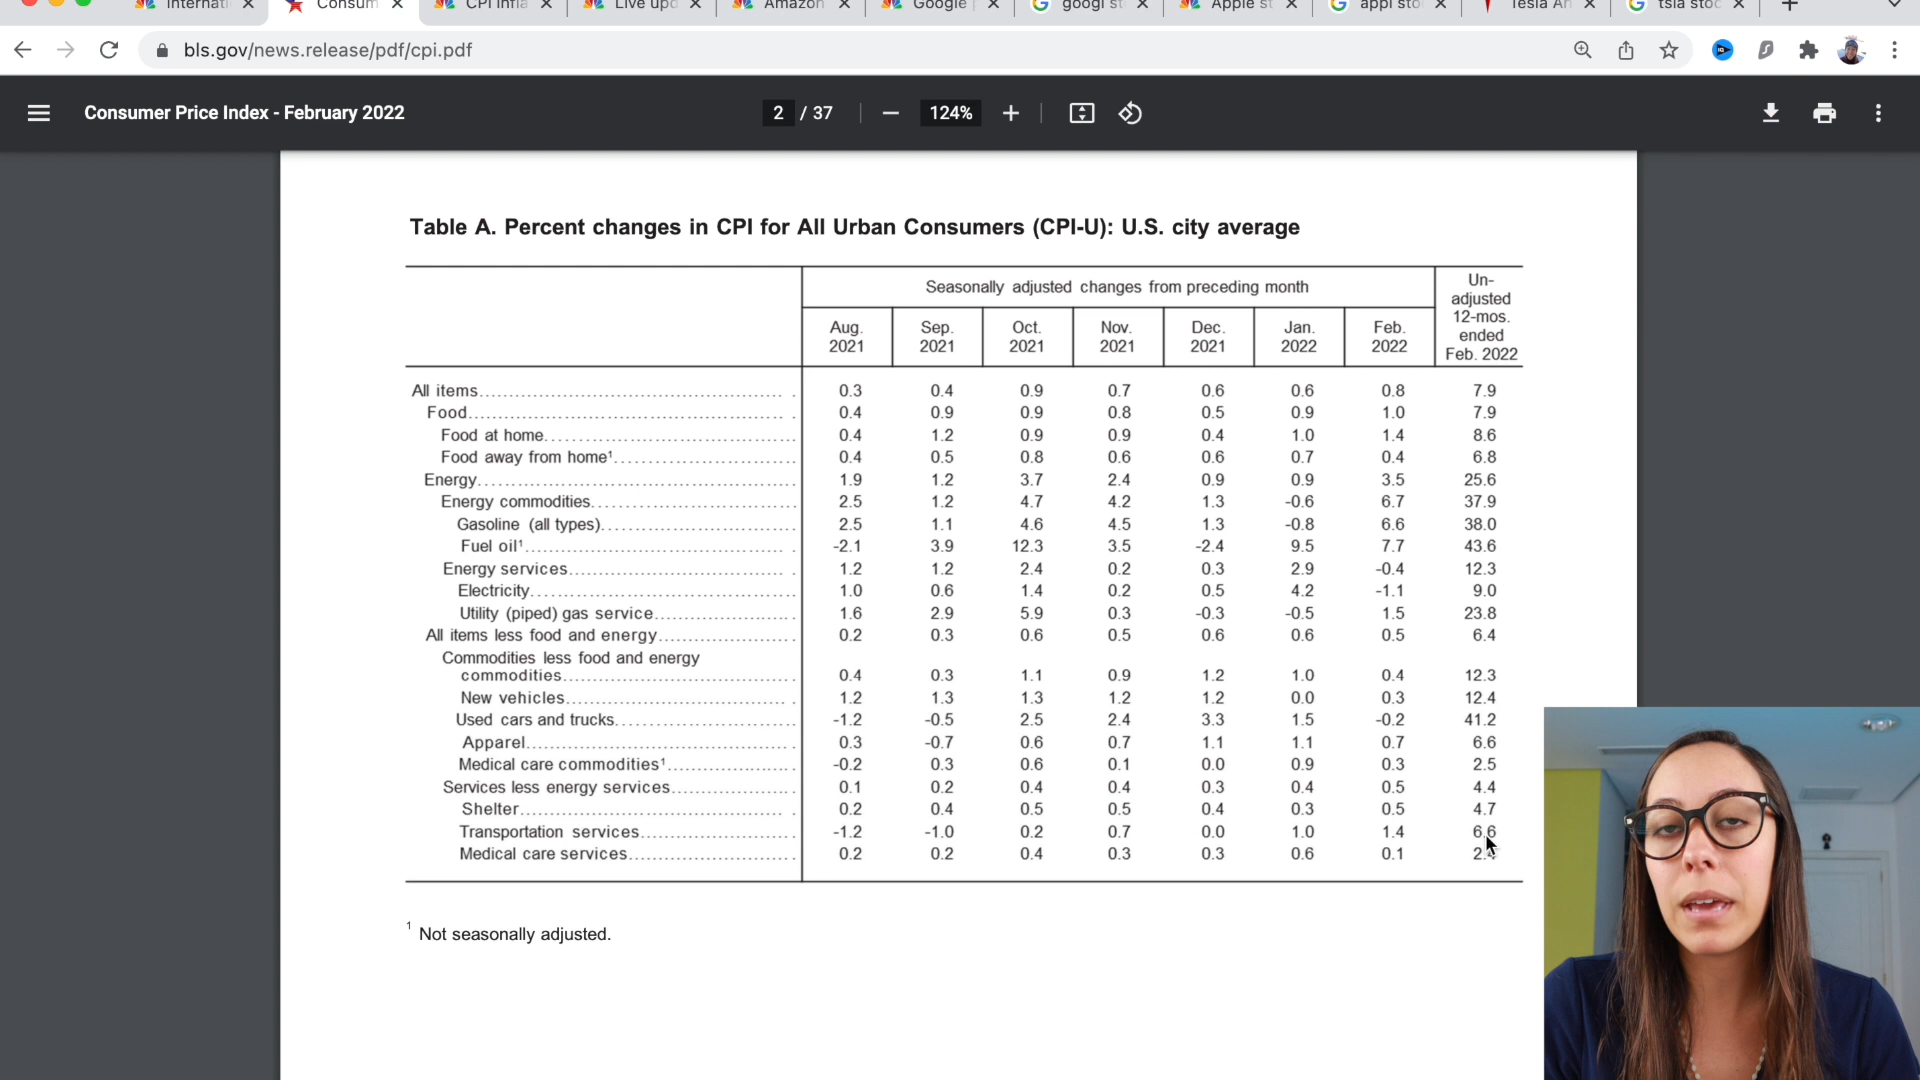 Internati
Consum
CPI infla
Live upd
Amazon
Google
googl st
Apple st
appl sto
Tesla An
tsla stoc
bls.gov/news.release/pdf/cpi.pdf
Consumer Price Index - February 2022
2 / 37
124%
Table A. Percent changes in CPI for All Urban Consumers (CPI-U): U.S. city average
Seasonally adjusted changes from preceding month
Un-
adjusted
12-mos.
ended
Feb. 2022
Aug. 2021
Sep. 2021
Oct. 2021
Nov. 2021
Dec. 2021
Jan. 2022
Feb. 2022
All items 0.3 0.4 0.9 0.7 0.6 0.6 0.8 7.9
Food 0.4 0.9 0.9 0.8 0.5 0.9 1.0 7.9
Food at home 0.4 1.2 0.9 0.9 0.4 1.0 1.4 8.6
Food away from home¹ 0.4 0.5 0.8 0.6 0.6 0.7 0.4 6.8
Energy 1.9 1.2 3.7 2.4 0.9 0.9 3.5 25.6
Energy commodities 2.5 1.2 4.7 4.2 1.3 -0.6 6.7 37.9
Gasoline (all types) 2.5 1.1 4.6 4.5 1.3 -0.8 6.6 38.0
Fuel oil¹ -2.1 3.9 12.3 3.5 -2.4 9.5 7.7 43.6
Energy services 1.2 1.2 2.4 0.2 0.3 2.9 -0.4 12.3
Electricity 1.0 0.6 1.4 0.2 0.5 4.2 -1.1 9.0
Utility (piped) gas service 1.6 2.9 5.9 0.3 -0.3 -0.5 1.5 23.8
All items less food and energy 0.2 0.3 0.6 0.5 0.6 0.6 0.5 6.4
Commodities less food and energy
commodities 0.4 0.3 1.1 0.9 1.2 1.0 0.4 12.3
New vehicles 1.2 1.3 1.3 1.2 1.2 0.0 0.3 12.4
Used cars and trucks -1.2 -0.5 2.5 2.4 3.3 1.5 -0.2 41.2
Apparel 0.3 -0.7 0.6 0.7 1.1 1.1 0.7 6.6
Medical care commodities¹ -0.2 0.3 0.6 0.1 0.0 0.9 0.3 2.5
Services less energy services 0.1 0.2 0.4 0.4 0.3 0.4 0.5 4.4
Shelter 0.2 0.4 0.5 0.5 0.4 0.3 0.5 4.7
Transportation services -1.2 -1.0 0.2 0.7 0.0 1.0 1.4 6.6
Medical care services 0.2 0.2 0.4 0.3 0.3 0.6 0.1
¹ Not seasonally adjusted.